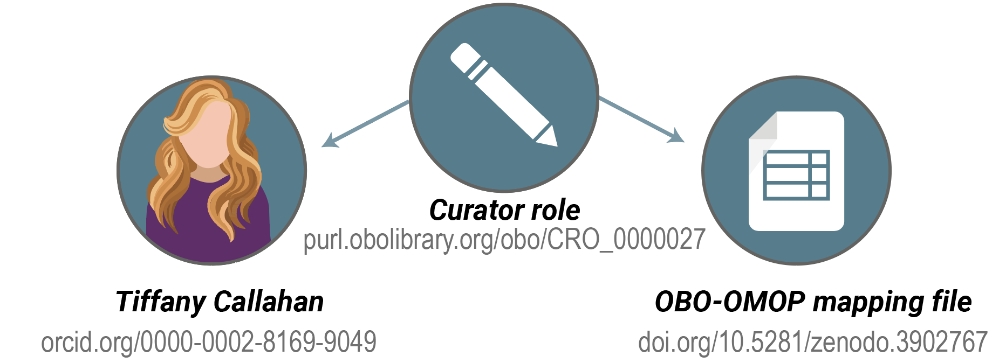 Curator role
purl.obolibrary.org/obo/CRO_0000027
Tiffany Callahan
orcid.org/0000-0002-8169-9049
OBO-OMOP mapping file
doi.org/10.5281/zenodo.3902767